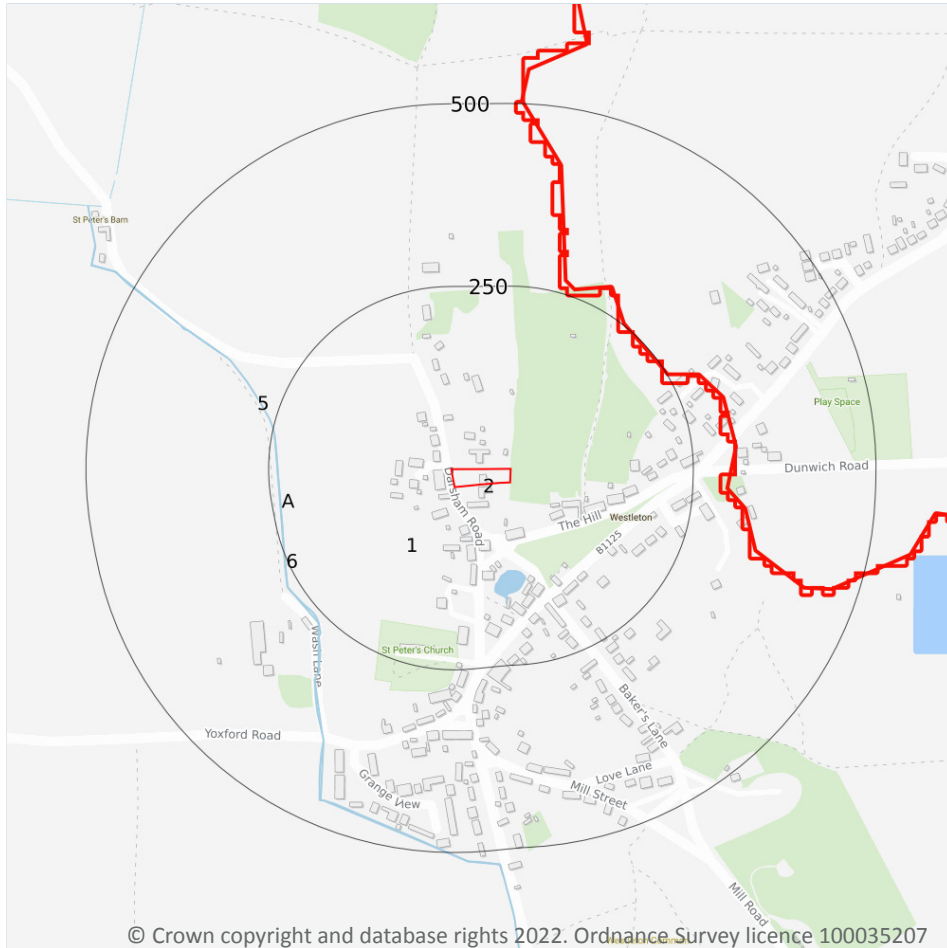 500
St Peter's Barn
250
Play Space
5
Darsham Road
2
Dunwich Road
A
The Hill
Westleton
B1125
1
6
Wash Lane
St Peter's Church
Baker's Lane
Yoxford Road
Love Lane
Grange View
Mill Street
Mill Road
© Crown copyright and database rights 2022. Ordnance Survey licence 100035207